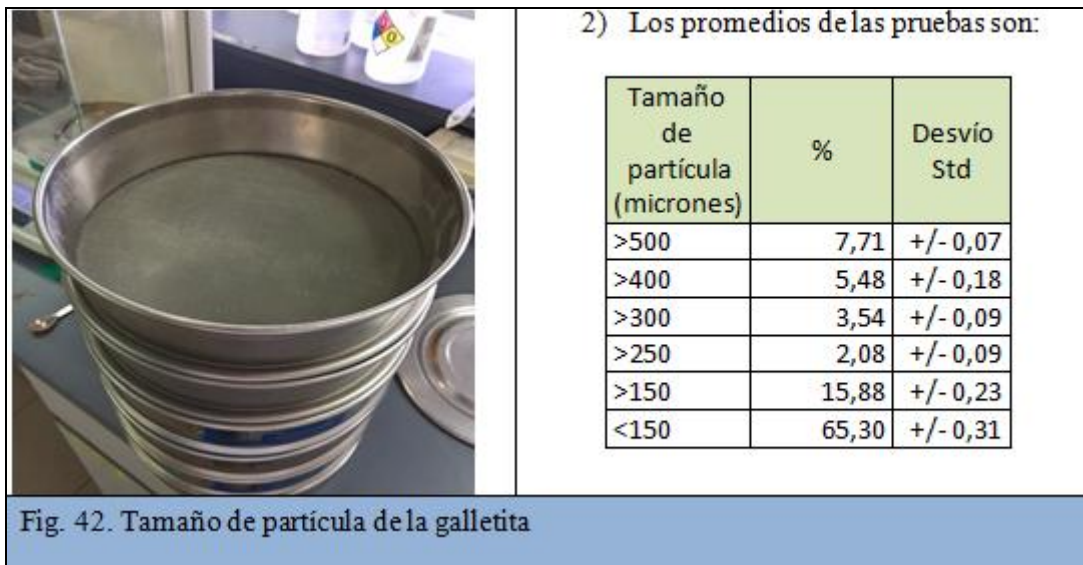 2) Los promedios de las pruebas son:
Tamaño
de
partícula
(micrones)
%
Desvío
Std
>500 7,71 +/- 0,07
>400 5,48 +/- 0,18
>300 3,54 +/- 0,09
>250 2,08 +/- 0,09
>150 15,88 +/- 0,23
<150 65,30 +/- 0,31
Fig. 42. Tamaño de partícula de la galletita